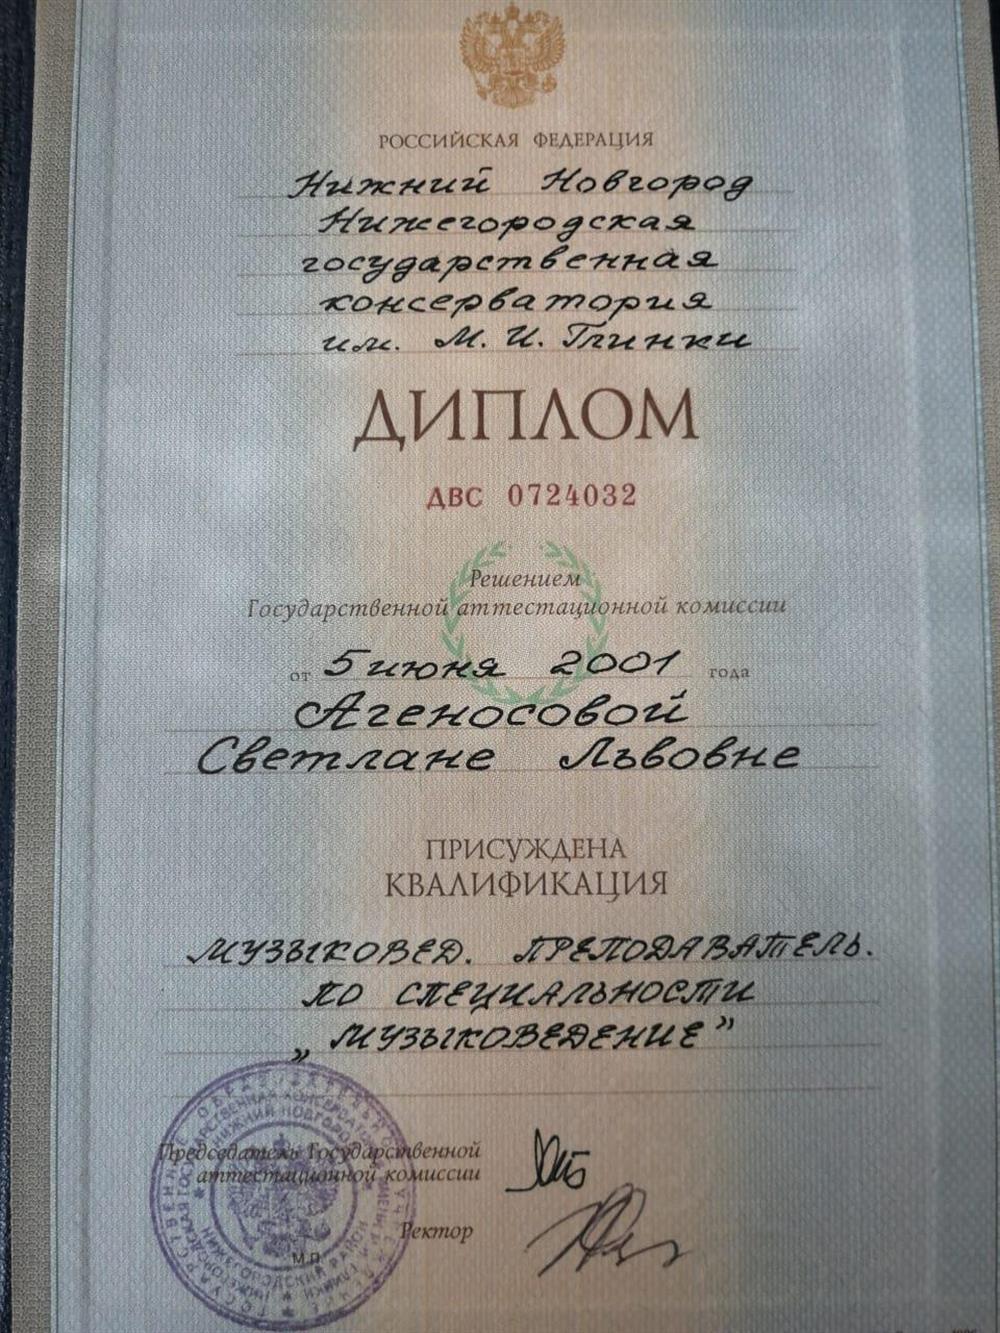 РОССИЙСКАЯ ФЕДЕРАЦИЯ
Нижний Новгород
Нижегородская
государственная
консерватория
им. М. И. Глинки
ДИПЛОМ
ДВС 0724032
Решением
Государственной аттестационной комиссии
от 5 июня 2001 года
Агеносовой
Светлане Львовне
ПРИСУЖДЕНА
КВАЛИФИКАЦИЯ
МУЗЫКОВЕД. ПРЕПОДАВАТЕЛЬ.
ПО СПЕЦИАЛЬНОСТИ
„МУЗЫКОВЕДЕНИЕ”
Председатель Государственной
аттестационной комиссии
Ректор
М.П.